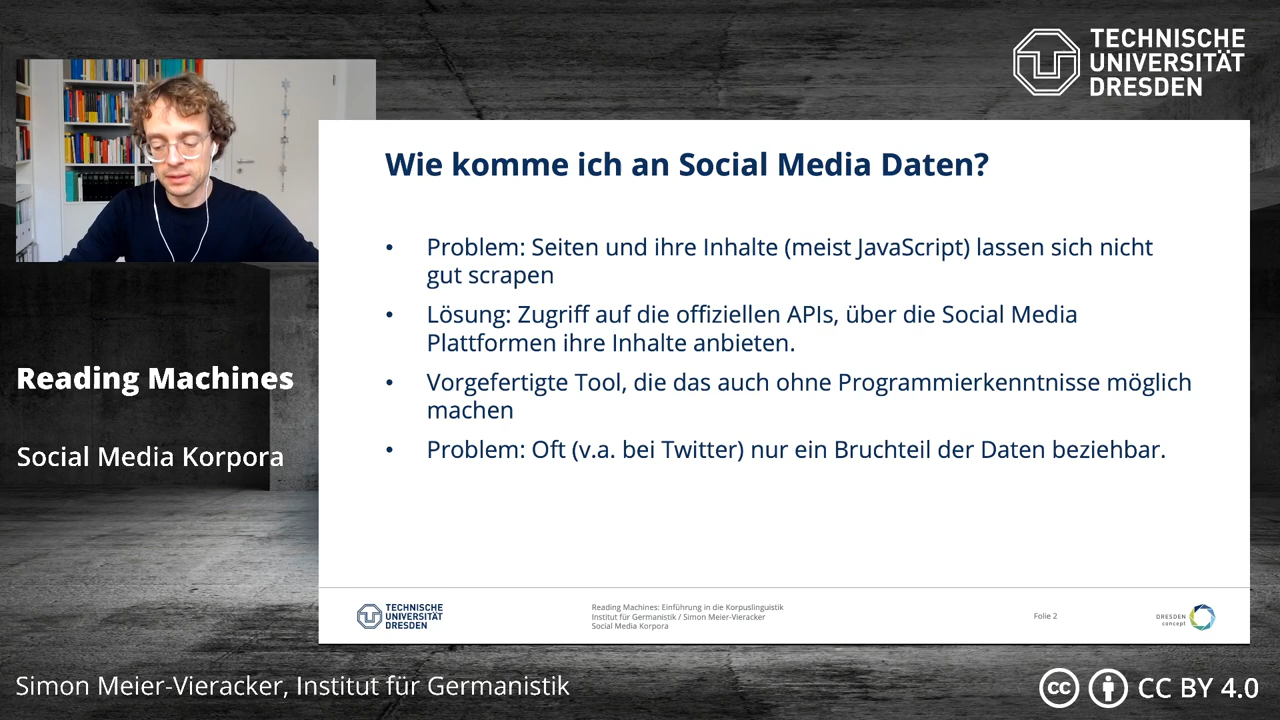 TECHNISCHE
UNIVERSITÄT
DRESDEN
Wie komme ich an Social Media Daten?
• Problem: Seiten und ihre Inhalte (meist JavaScript) lassen sich nicht
gut scrapen
• Lösung: Zugriff auf die offiziellen APIs, über die Social Media
Plattformen ihre Inhalte anbieten.
• Vorgefertigte Tool, die das auch ohne Programmierkenntnisse möglich
machen
• Problem: Oft (v.a. bei Twitter) nur ein Bruchteil der Daten beziehbar.
Reading Machines
Social Media Korpora
TECHNISCHE
UNIVERSITÄT
DRESDEN
Reading Machines: Einführung in die Korpuslinguistik
Institut für Germanistik / Simon Meier-Vieracker
Social Media Korpora
Folie 2
DRESDEN
concept
Simon Meier-Vieracker, Institut für Germanistik
cc CC BY 4.0